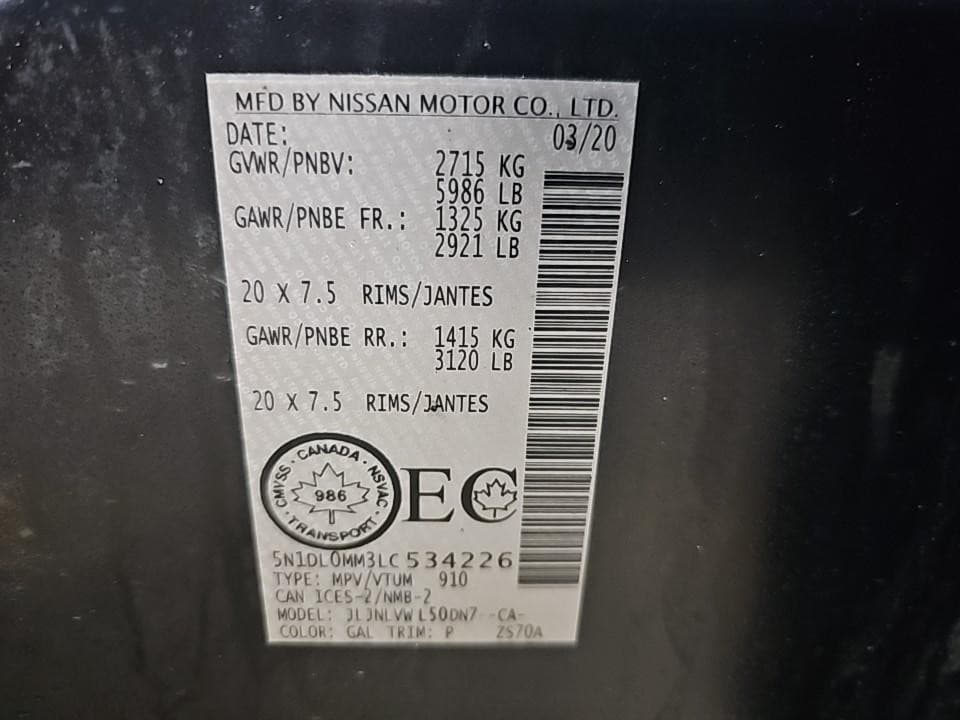 MFD BY NISSAN MOTOR CO., LTD.
DATE: 03/20
GVWR/PNBV: 2715 KG
5986 LB
GAWR/PNBE FR.: 1325 KG
2921 LB
20 X 7.5 RIMS/JANTES
GAWR/PNBE RR.: 1415 KG
3120 LB
20 X 7.5 RIMS/JANTES
CMVSS · CANADA · NSVAC · TRANSPORT ·
986
EC
5N1DL0MM3LC534226
TYPE: MPV/VTUM 910
CAN ICES-2/NMB-2
MODEL: JLJNLVWL50DN7--CA-
COLOR: GAL TRIM: P ZS70A